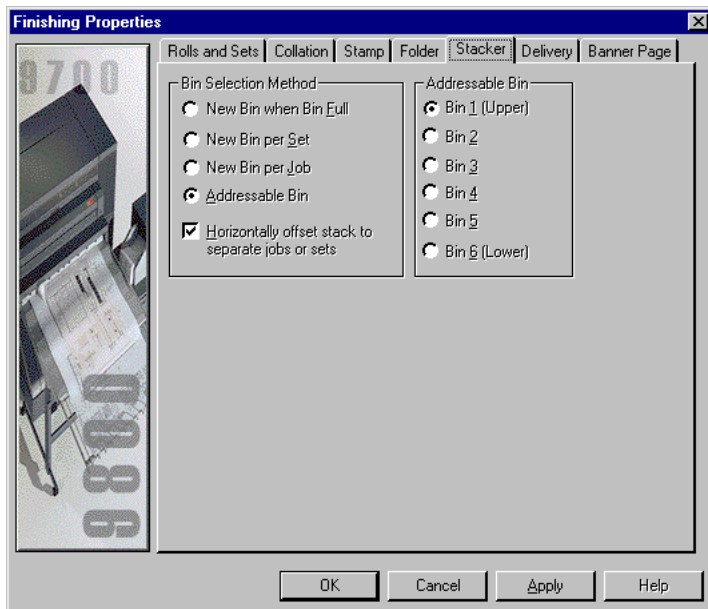 Finishing Properties
Rolls and Sets Collation Stamp Folder Stacker Delivery Banner Page
9700
9800
Bin Selection Method
New Bin when Bin Full
New Bin per Set
New Bin per Job
Addressable Bin
Horizontally offset stack to
separate jobs or sets
Addressable Bin
Bin 1 (Upper)
Bin 2
Bin 3
Bin 4
Bin 5
Bin 6 (Lower)
OK Cancel Apply Help